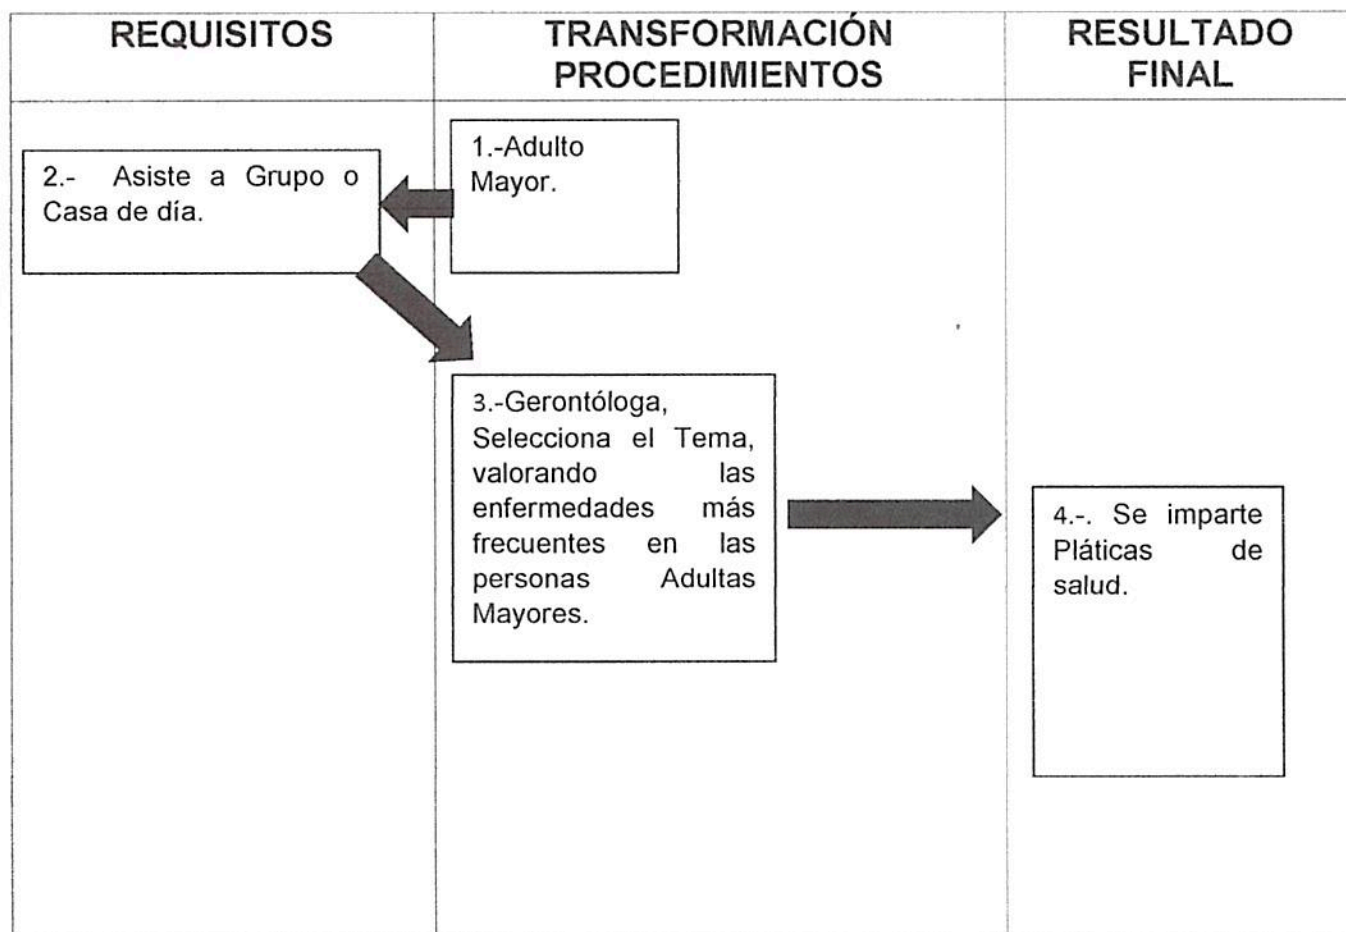 REQUISITOS
TRANSFORMACIÓN
PROCEDIMIENTOS
RESULTADO
FINAL
1.-Adulto
Mayor.
2.- Asiste a Grupo o
Casa de día.
3.-Gerontóloga,
Selecciona el Tema,
valorando las
enfermedades más
frecuentes en las
personas Adultas
Mayores.
4.-. Se imparte
Pláticas de
salud.